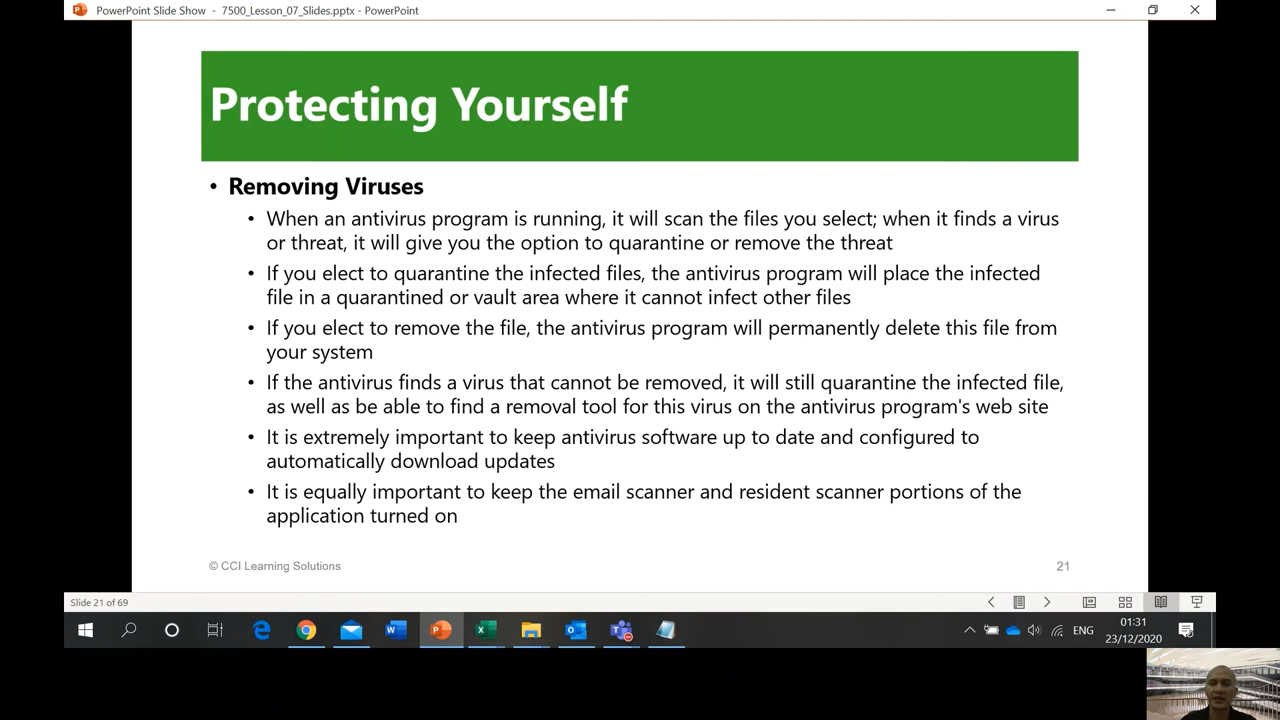 PowerPoint Slide Show - 7500_Lesson_07_Slides.pptx - PowerPoint
Protecting Yourself
• Removing Viruses
• When an antivirus program is running, it will scan the files you select; when it finds a virus
or threat, it will give you the option to quarantine or remove the threat
• If you elect to quarantine the infected files, the antivirus program will place the infected
file in a quarantined or vault area where it cannot infect other files
• If you elect to remove the file, the antivirus program will permanently delete this file from
your system
• If the antivirus finds a virus that cannot be removed, it will still quarantine the infected file,
as well as be able to find a removal tool for this virus on the antivirus program's web site
• It is extremely important to keep antivirus software up to date and configured to
automatically download updates
• It is equally important to keep the email scanner and resident scanner portions of the
application turned on
© CCI Learning Solutions
21
Slide 21 of 69
ENG
01:31
23/12/2020